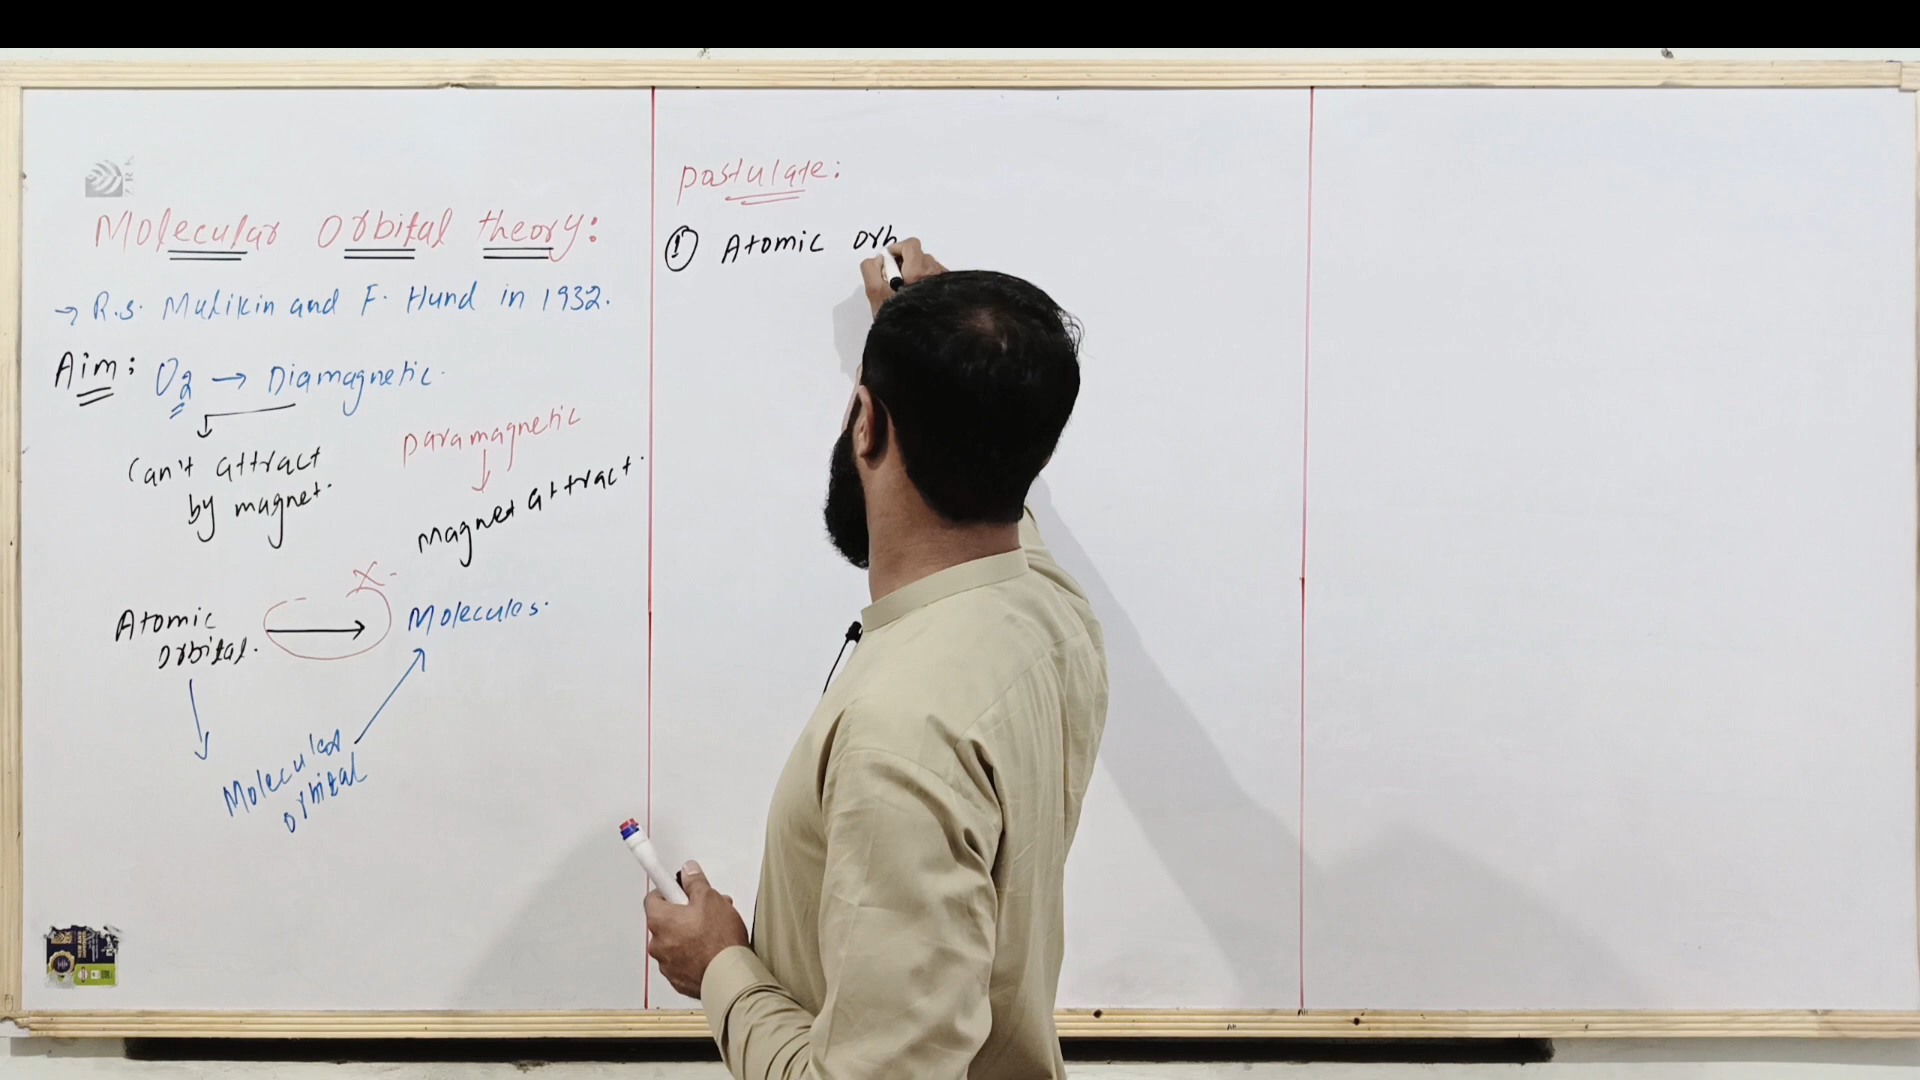 Molecular Orbital theory:
→ R.S. Mulikin and F. Hund in 1932.
Aim: O2 → Diamagnetic.
Can't attract
by magnet.
paramagnetic
magnet attract.
X
Atomic
orbital.
Molecules.
Molecular
orbital
postulate:
① Atomic orb